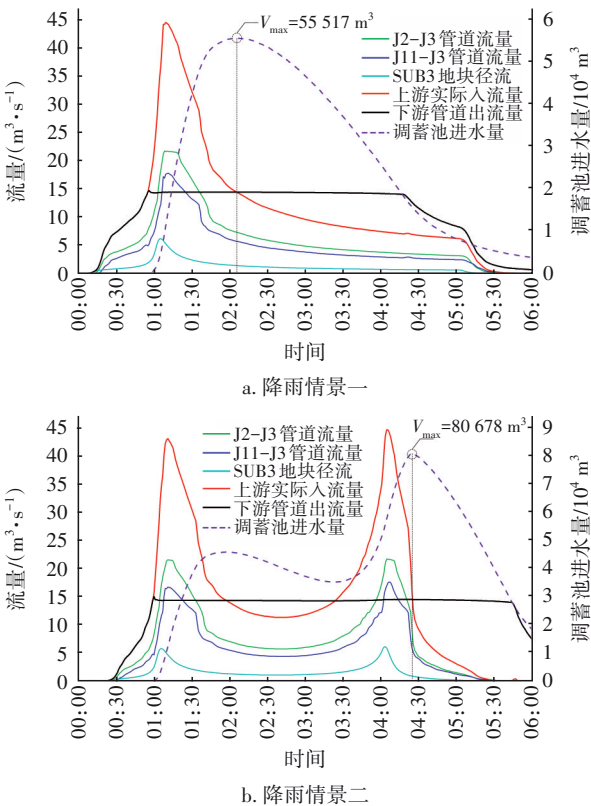 V_max=55 517 m³
J2-J3管道流量
J11-J3管道流量
SUB3地块径流
上游实际入流量
下游管道出流量
调蓄池进水量
流量/(m³·s⁻¹)
45
40
35
30
25
20
15
10
5
0
6
5
4
3
2
1
0
调蓄池进水量/10⁴ m³
00:00 00:30 01:00 01:30 02:00 02:30 03:00 03:30 04:00 04:30 05:00 05:30 06:00
时间
a. 降雨情景一
V_max=80 678 m³
J2-J3管道流量
J11-J3管道流量
SUB3地块径流
上游实际入流量
下游管道出流量
调蓄池进水量
流量/(m³·s⁻¹)
45
40
35
30
25
20
15
10
5
0
9
8
7
6
5
4
3
2
1
0
调蓄池进水量/10⁴ m³
00:00 00:30 01:00 01:30 02:00 02:30 03:00 03:30 04:00 04:30 05:00 05:30 06:00
时间
b. 降雨情景二